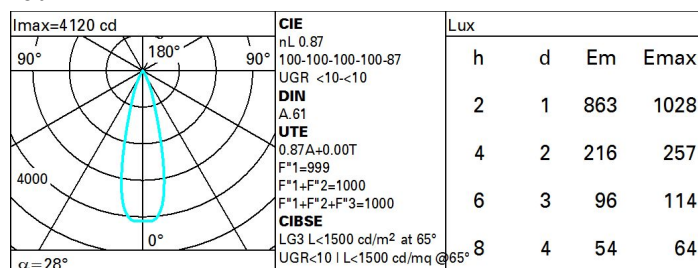 Imax=4120 cd
90° 180° 90°
4000
0°
α=28°
CIE
nL 0.87
100-100-100-100-87
UGR <10-<10
DIN
A.61
UTE
0.87A+0.00T
F"1=999
F"1+F"2=1000
F"1+F"2+F"3=1000
CIBSE
LG3 L<1500 cd/m² at 65°
UGR<10 | L<1500 cd/mq @65°
Lux
h d Em Emax
2 1 863 1028
4 2 216 257
6 3 96 114
8 4 54 64